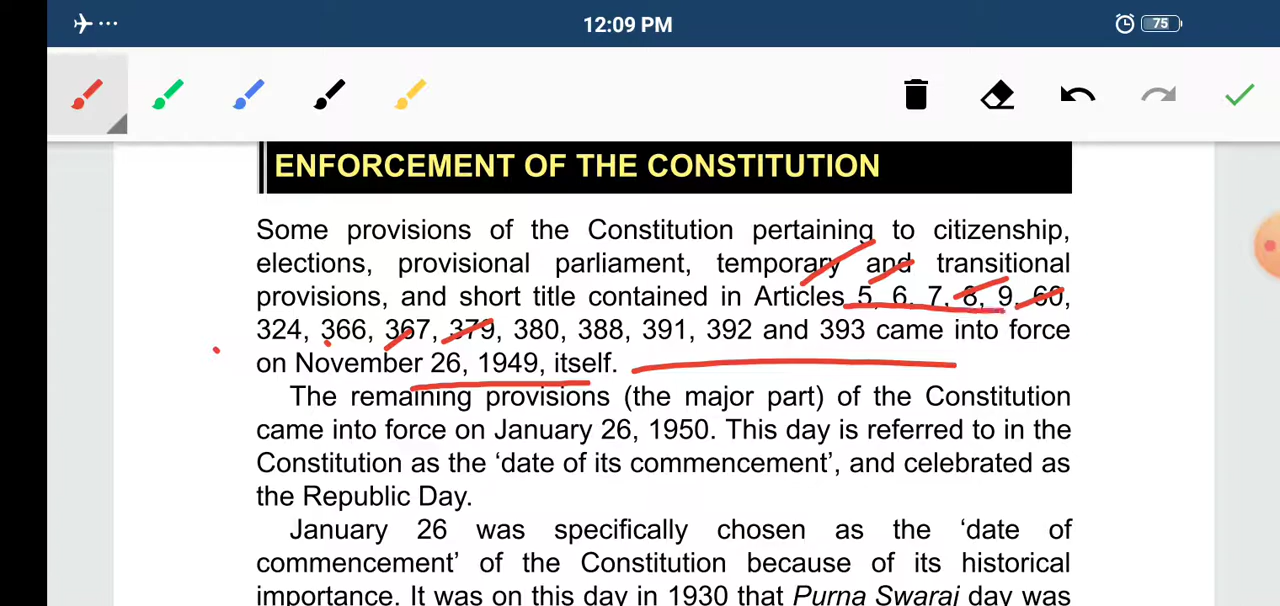 12:09 PM
75
ENFORCEMENT OF THE CONSTITUTION
Some provisions of the Constitution pertaining to citizenship,
elections, provisional parliament, temporary and transitional
provisions, and short title contained in Articles 5, 6, 7, 8, 9, 60,
324, 366, 367, 379, 380, 388, 391, 392 and 393 came into force
on November 26, 1949, itself.
The remaining provisions (the major part) of the Constitution
came into force on January 26, 1950. This day is referred to in the
Constitution as the ‘date of its commencement’, and celebrated as
the Republic Day.
January 26 was specifically chosen as the ‘date of
commencement’ of the Constitution because of its historical
importance. It was on this day in 1930 that Purna Swaraj day was